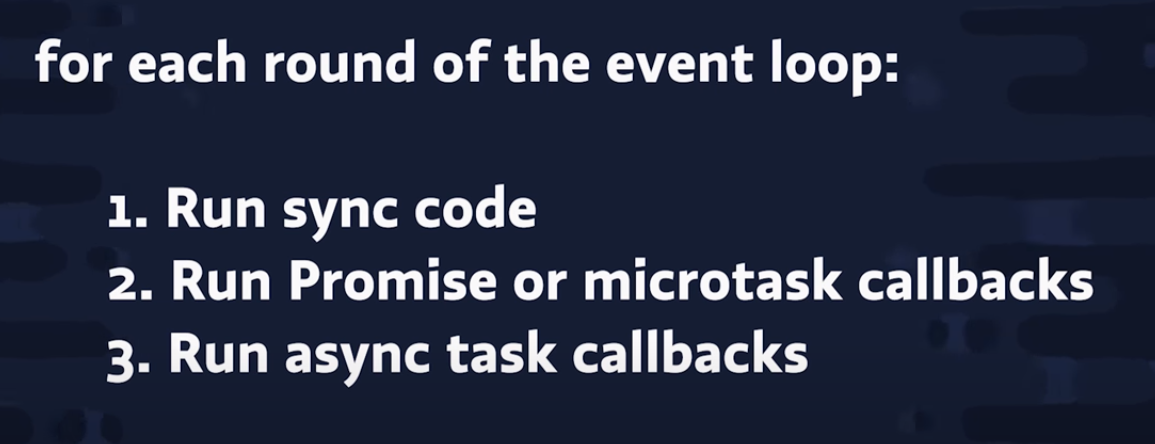 for each round of the event loop:
1. Run sync code
2. Run Promise or microtask callbacks
3. Run async task callbacks